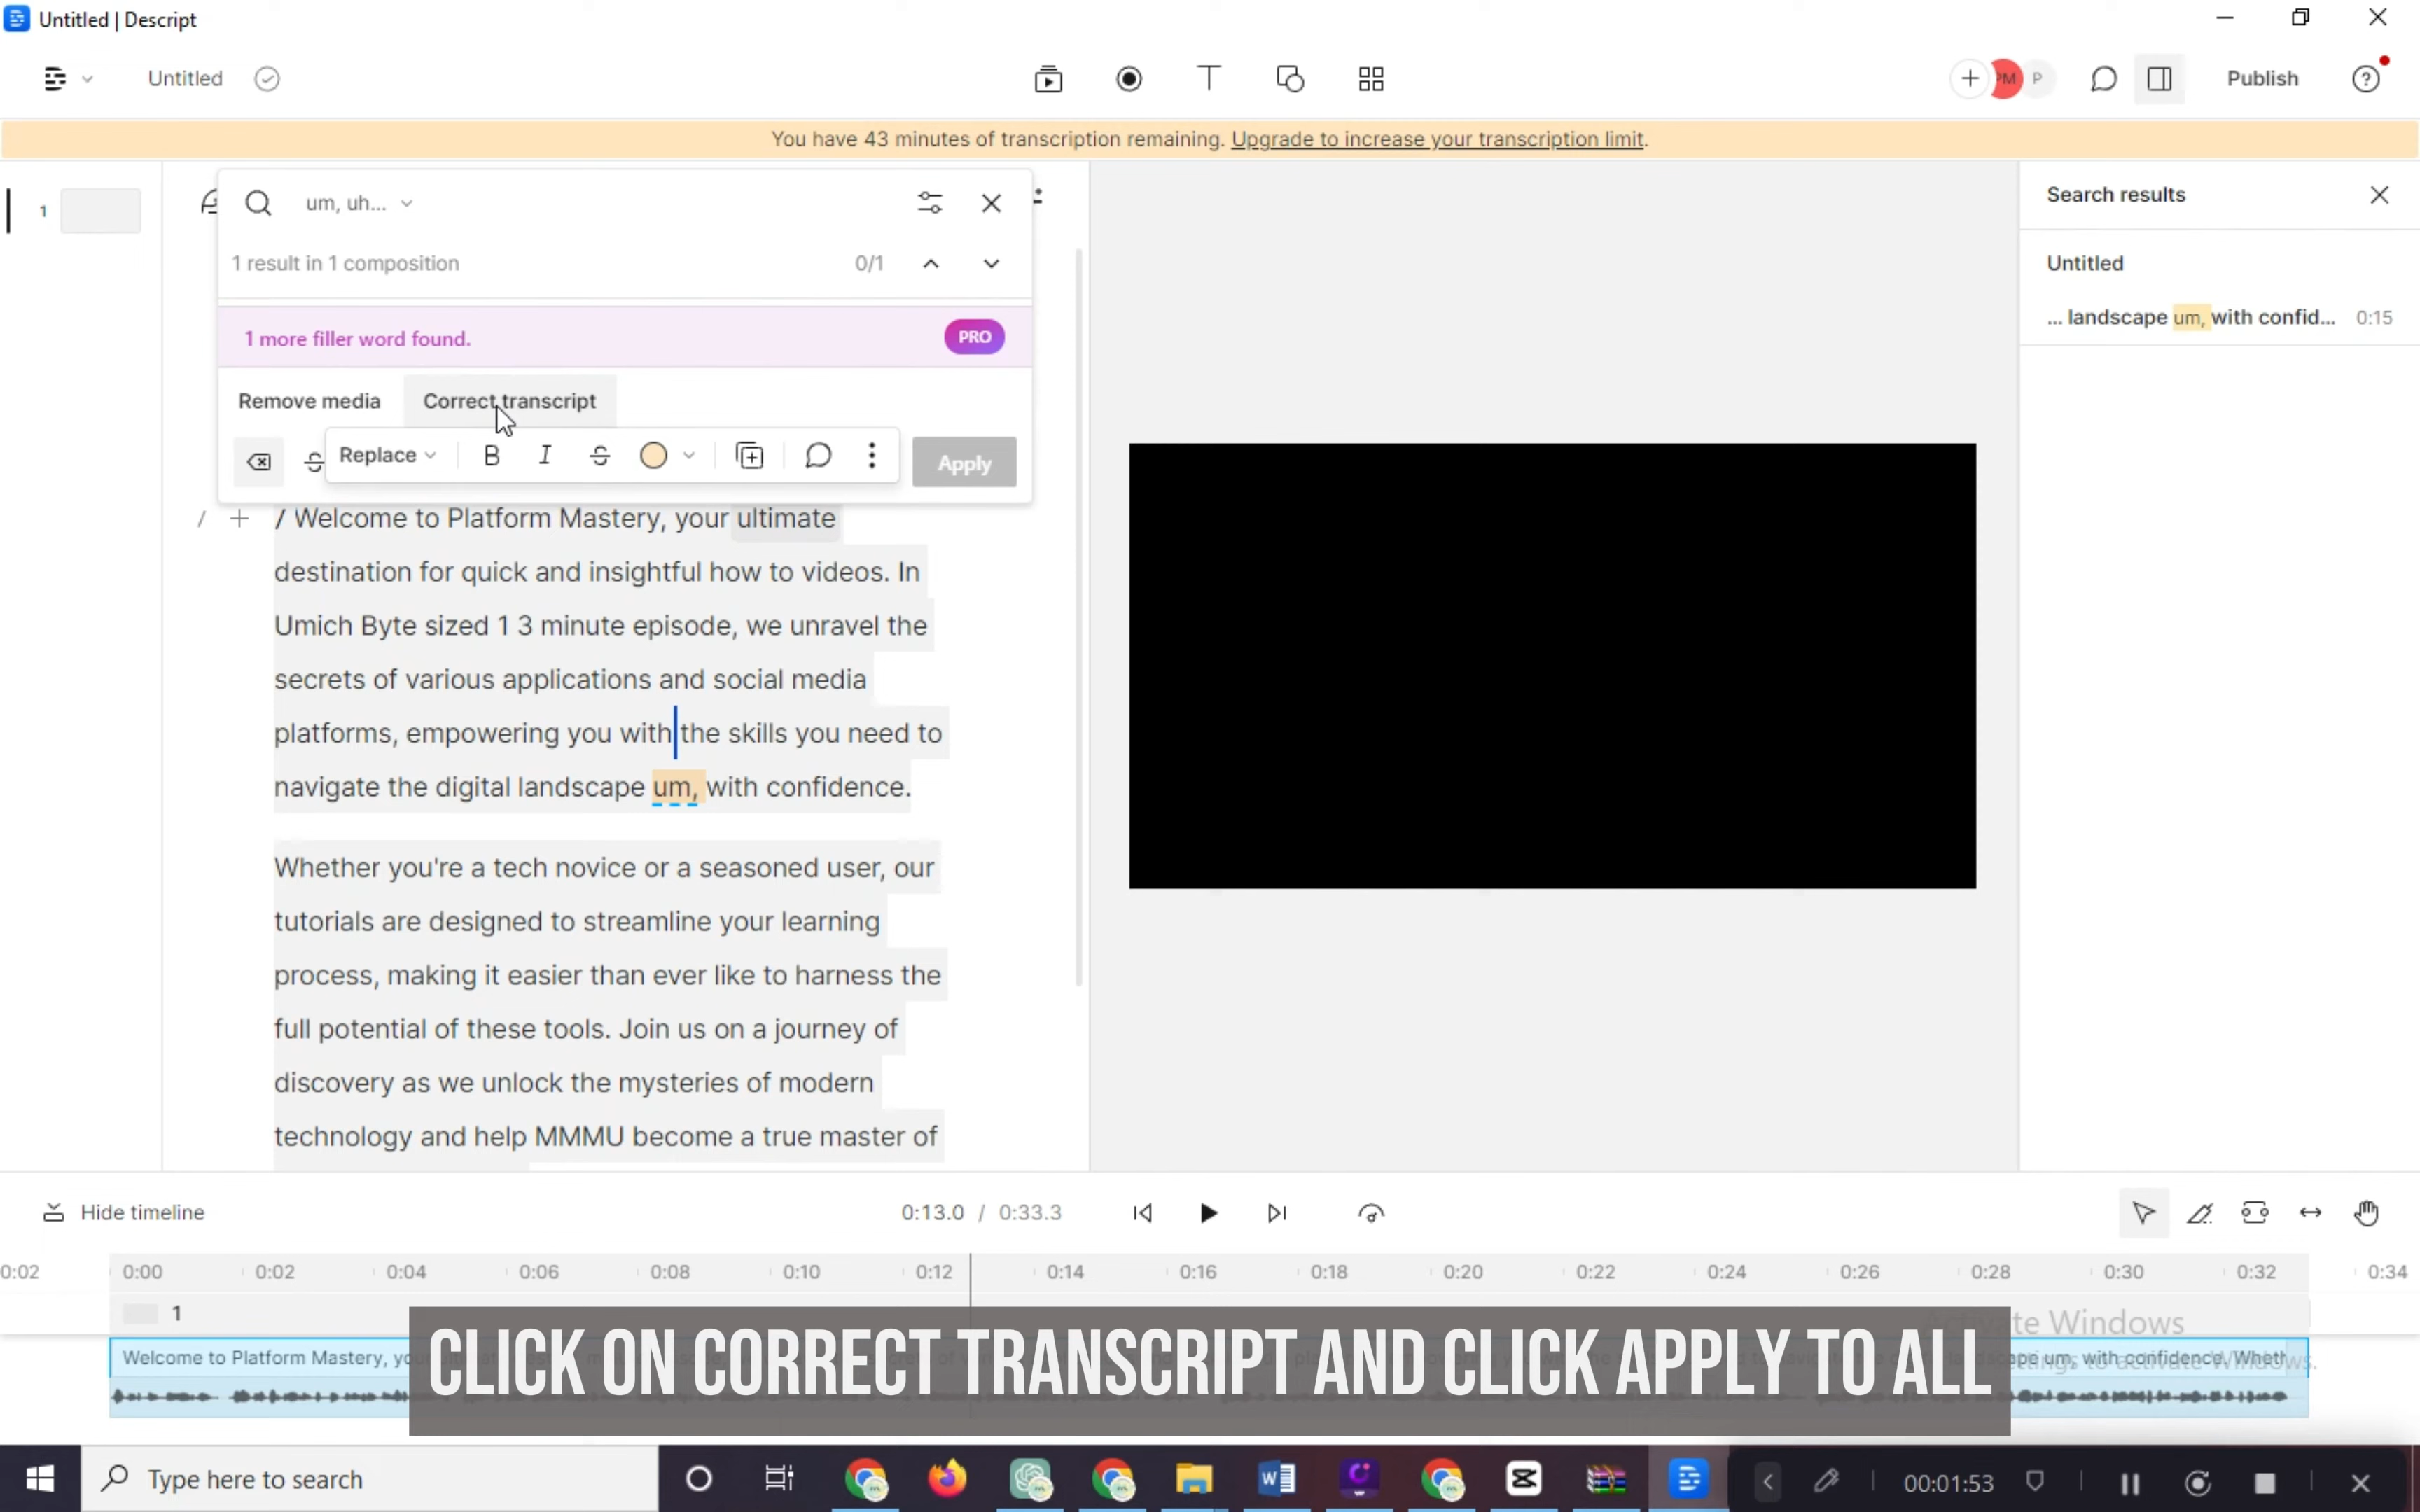 Untitled | Descript
Untitled
PM
P
Publish
You have 43 minutes of transcription remaining. Upgrade to increase your transcription limit.
1
um, uh...
1 result in 1 composition
0/1
1 more filler word found.
PRO
Remove media
Correct transcript
Replace
B
I
S
Apply
/ + / Welcome to Platform Mastery, your ultimate
destination for quick and insightful how to videos. In
Umich Byte sized 1 3 minute episode, we unravel the
secrets of various applications and social media
platforms, empowering you with the skills you need to
navigate the digital landscape um, with confidence.
Whether you're a tech novice or a seasoned user, our
tutorials are designed to streamline your learning
process, making it easier than ever like to harness the
full potential of these tools. Join us on a journey of
discovery as we unlock the mysteries of modern
technology and help MMMU become a true master of
Search results
Untitled
... landscape um, with confid... 0:15
Hide timeline
0:13.0 / 0:33.3
0:02 0:00 0:02 0:04 0:06 0:08 0:10 0:12 0:14 0:16 0:18 0:20 0:22 0:24 0:26 0:28 0:30 0:32 0:34
1
Activate Windows
Welcome to Platform Mastery,
um, with confidence. Wheth
CLICK ON CORRECT TRANSCRIPT AND CLICK APPLY TO ALL
Type here to search
00:01:53